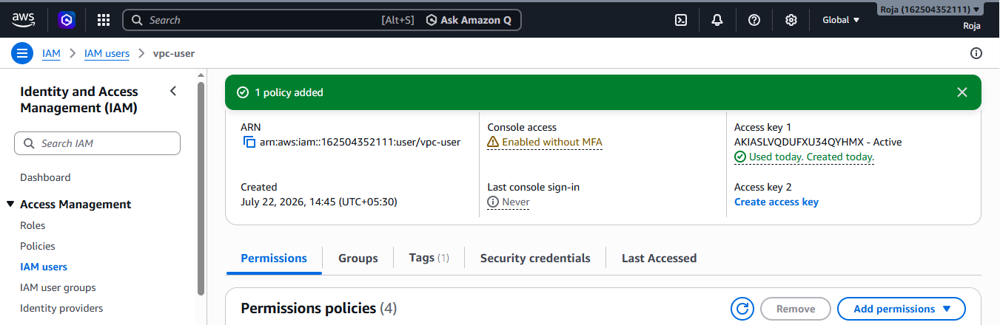 aws
Search [Alt+S] Ask Amazon Q
Global
Roja (162504352111)
Roja
IAM > IAM users > vpc-user
Identity and Access
Management (IAM)
Search IAM
Dashboard
Access Management
Roles
Policies
IAM users
IAM user groups
Identity providers
1 policy added
ARN
arn:aws:iam::162504352111:user/vpc-user
Console access
Enabled without MFA
Access key 1
AKIASLVQDUFXU34QYHMX - Active
Used today. Created today.
Created
July 22, 2026, 14:45 (UTC+05:30)
Last console sign-in
Never
Access key 2
Create access key
Permissions
Groups
Tags (1)
Security credentials
Last Accessed
Permissions policies (4)
Remove
Add permissions